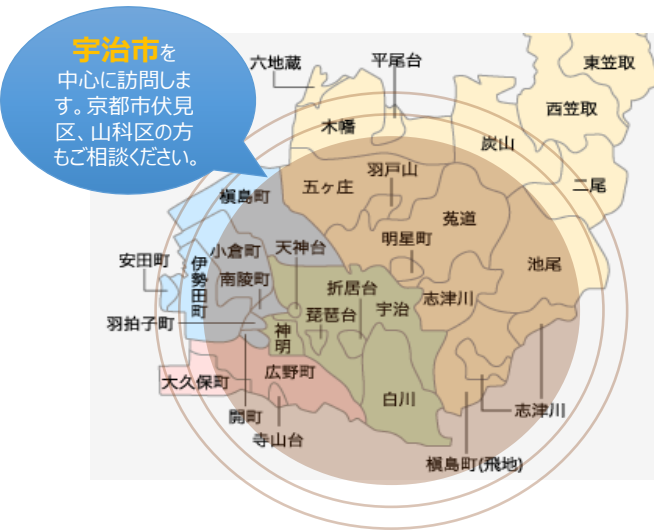 宇治市を
中心に訪問しま
す。京都市伏見
区、山科区の方
もご相談ください。
六地蔵
平尾台
東笠取
西笠取
木幡
炭山
二尾
羽戸山
五ヶ庄
槇島町
菟道
明星町
小倉町
天神台
安田町
伊勢田町
池尾
南陵町
折居台
志津川
宇治
琵琶台
羽拍子町
神明
広野町
大久保町
白川
開町
志津川
寺山台
槇島町(飛地)